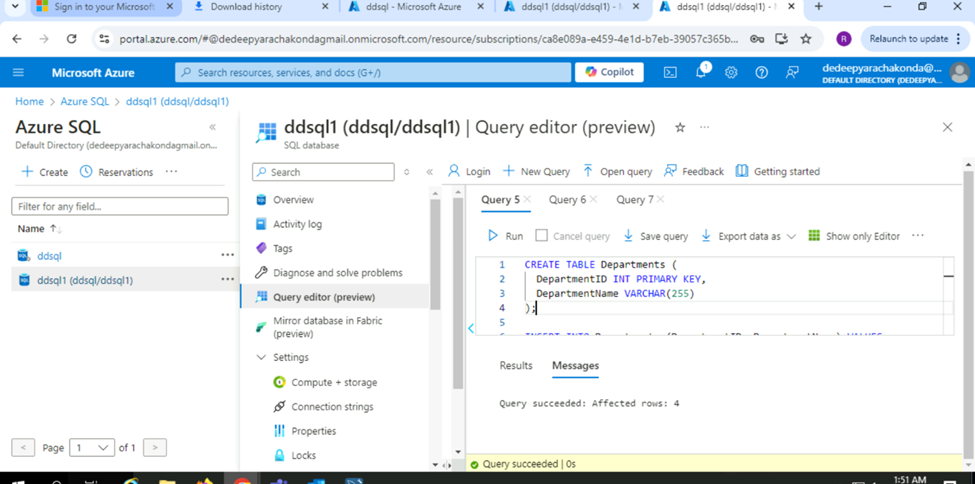 Sign in to your Microsoft
Download history
ddsql - Microsoft Azure
ddsql1 (ddsql/ddsql1) -
ddsql1 (ddsql/ddsql1) -
portal.azure.com/#@dedeepyarachakondagmail.onmicrosoft.com/resource/subscriptions/ca8e089a-e459-4e1d-b7eb-39057c365b...
R
Relaunch to update
Microsoft Azure
Search resources, services, and docs (G+/)
Copilot
1
dedeepyarachakonda@...
DEFAULT DIRECTORY (DEDEEPYA...
Home > Azure SQL > ddsql1 (ddsql/ddsql1)
Azure SQL
Default Directory (dedeepyarachakondagmail.on...
Create
Reservations
...
Filter for any field...
Name
ddsql
...
ddsql1 (ddsql/ddsql1)
...
Page 1 of 1
ddsql1 (ddsql/ddsql1) | Query editor (preview)
SQL database
Search
Overview
Activity log
Tags
Diagnose and solve problems
Query editor (preview)
Mirror database in Fabric
(preview)
Settings
Compute + storage
Connection strings
Properties
Locks
Login
New Query
Open query
Feedback
Getting started
Query 5
Query 6
Query 7
Run
Cancel query
Save query
Export data as
Show only Editor
...
1 CREATE TABLE Departments (
2 DepartmentID INT PRIMARY KEY,
3 DepartmentName VARCHAR(255)
4 );
5
Results
Messages
Query succeeded: Affected rows: 4
Query succeeded | 0s
1:51 AM